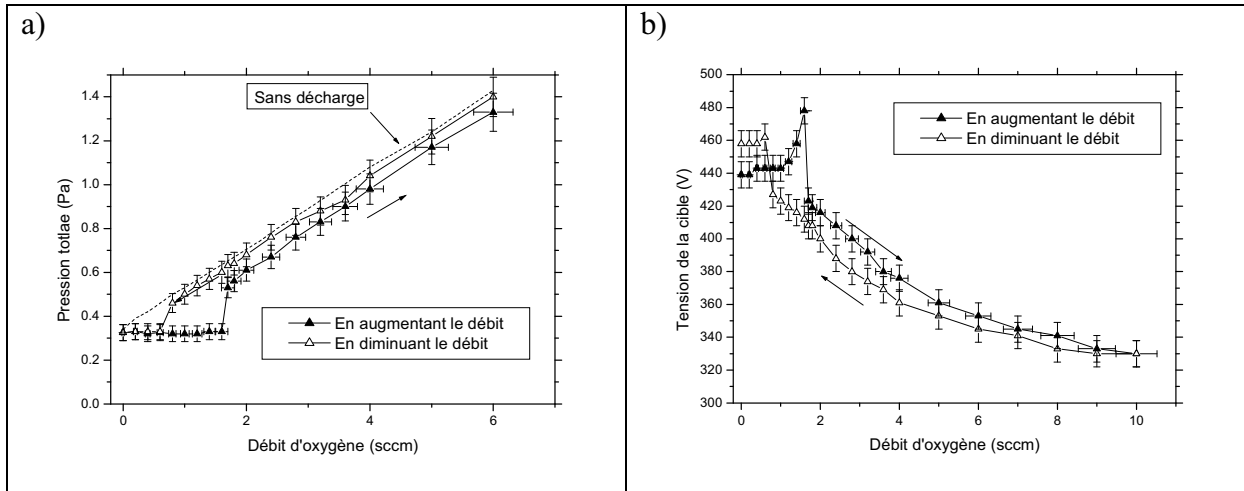 a)
1.4
1.2
1.0
0.8
0.6
0.4
0.2
0.0
Pression totlae (Pa)
Sans décharge
En augmentant le débit
En diminuant le débit
0
2
4
6
Débit d'oxygène (sccm)
b)
500
480
460
440
420
400
380
360
340
320
300
Tension de la cible (V)
En augmentant le débit
En diminuant le débit
0
2
4
6
8
10
Débit d'oxygène (sccm)